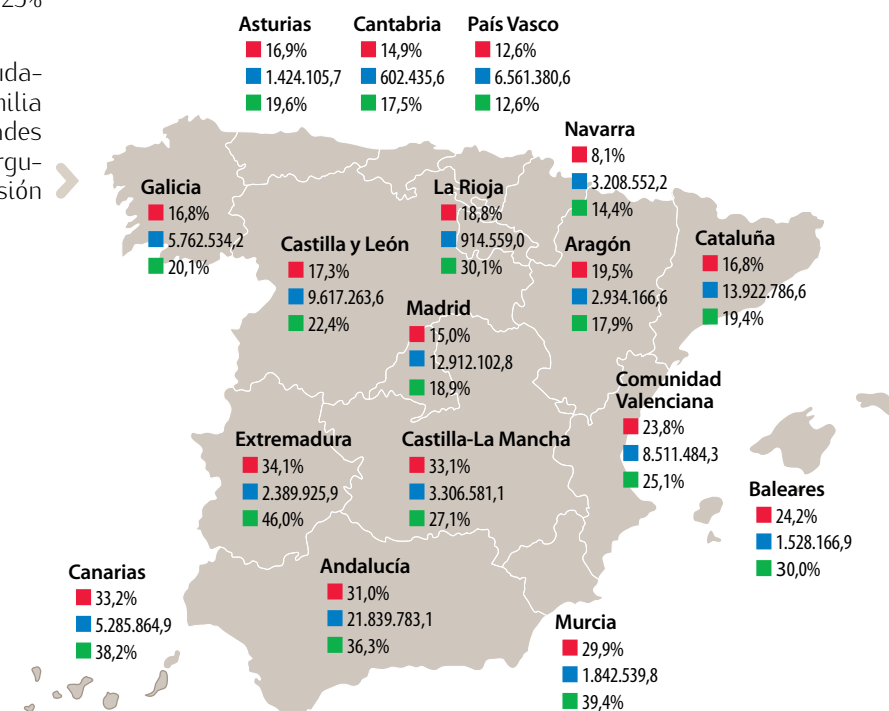 25%
uda-
milia
ades
rgu-
sión
Asturias
16,9%
1.424.105,7
19,6%
Cantabria
14,9%
602.435,6
17,5%
País Vasco
12,6%
6.561.380,6
12,6%
Navarra
8,1%
3.208.552,2
14,4%
Galicia
16,8%
5.762.534,2
20,1%
La Rioja
18,8%
914.559,0
30,1%
Castilla y León
17,3%
9.617.263,6
22,4%
Aragón
19,5%
2.934.166,6
17,9%
Cataluña
16,8%
13.922.786,6
19,4%
Madrid
15,0%
12.912.102,8
18,9%
Comunidad
Valenciana
23,8%
8.511.484,3
25,1%
Extremadura
34,1%
2.389.925,9
46,0%
Castilla-La Mancha
33,1%
3.306.581,1
27,1%
Baleares
24,2%
1.528.166,9
30,0%
Canarias
33,2%
5.285.864,9
38,2%
Andalucía
31,0%
21.839.783,1
36,3%
Murcia
29,9%
1.842.539,8
39,4%